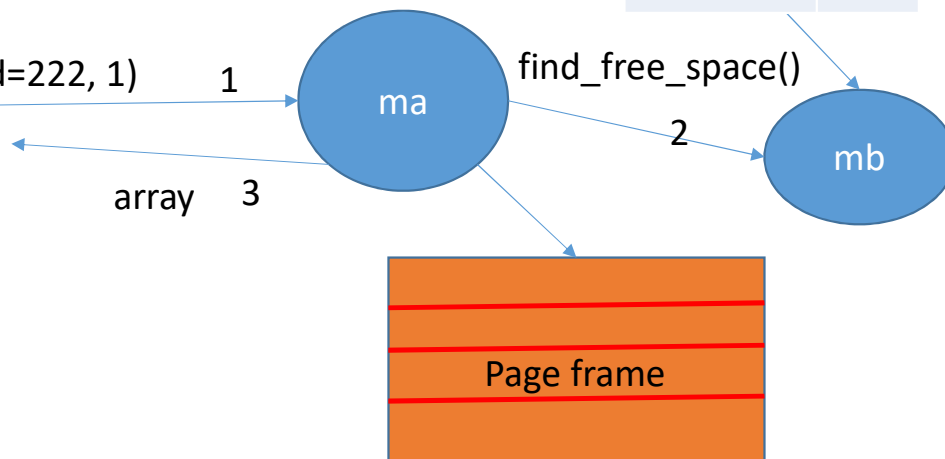 d=222, 1)
1
find_free_space()
ma
2
mb
array
3
Page frame